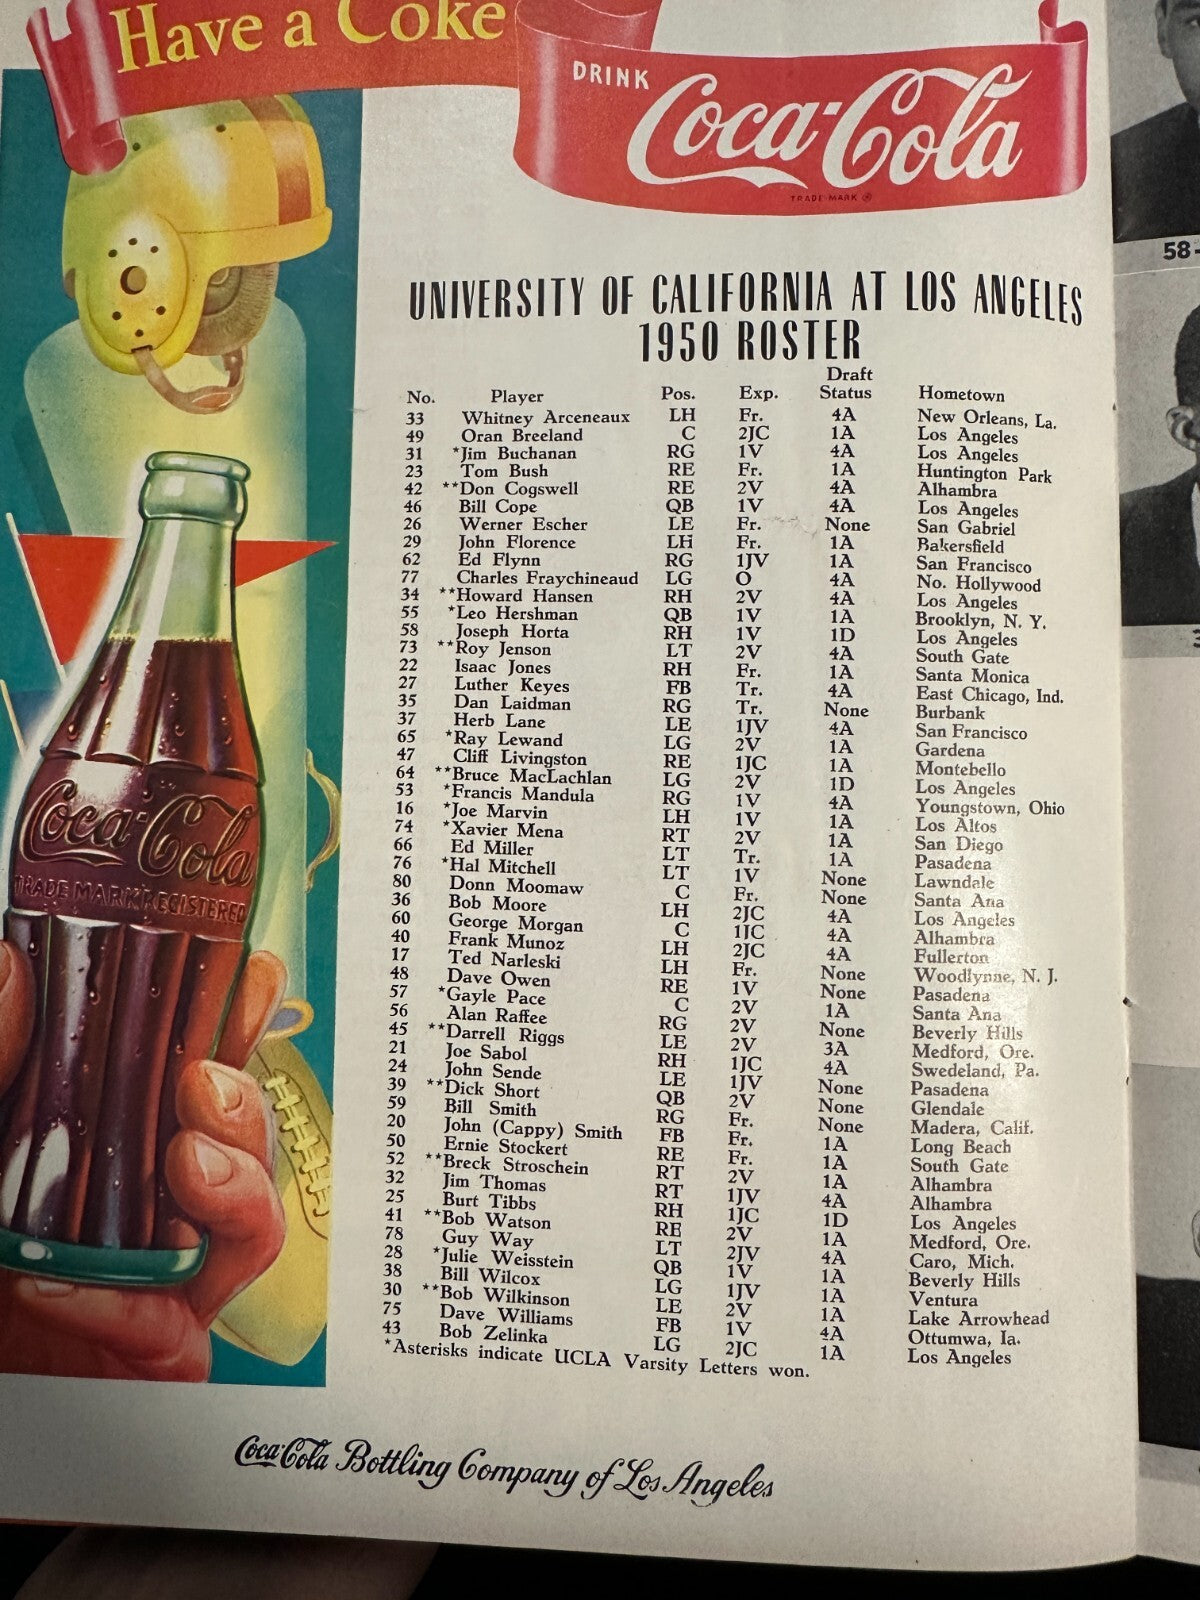 Have a Coke
DRINK
Coca-Cola
TRADE-MARK ®
58-
UNIVERSITY OF CALIFORNIA AT LOS ANGELES
1950 ROSTER
No. Player Pos. Exp. Draft Status Hometown
33 Whitney Arceneaux LH Fr. 4A New Orleans, La.
49 Oran Breeland C 2JC 1A Los Angeles
31 *Jim Buchanan RG 1V 4A Los Angeles
23 Tom Bush RE Fr. 1A Huntington Park
42 **Don Cogswell RE 2V 4A Alhambra
46 Bill Cope QB 1V 4A Los Angeles
26 Werner Escher LE Fr. None San Gabriel
29 John Florence LH Fr. 1A Bakersfield
62 Ed Flynn RG 1JV 1A San Francisco
77 Charles Fraychineaud LG O 4A No. Hollywood
34 **Howard Hansen RH 2V 4A Los Angeles
55 *Leo Hershman QB 1V 1A Brooklyn, N. Y.
58 Joseph Horta RH 1V 1D Los Angeles
73 **Roy Jenson LT 2V 4A South Gate
22 Isaac Jones RH Fr. 1A Santa Monica
27 Luther Keyes FB Tr. 4A East Chicago, Ind.
35 Dan Laidman RG Tr. None Burbank
37 Herb Lane LE 1JV 4A San Francisco
65 *Ray Lewand LG 2V 1A Gardena
47 Cliff Livingston RE 1JC 1A Montebello
64 **Bruce MacLachlan LG 2V 1D Los Angeles
53 *Francis Mandula RG 1V 4A Youngstown, Ohio
16 *Joe Marvin LH 1V 1A Los Altos
74 *Xavier Mena RT 2V 1A San Diego
66 Ed Miller LT Tr. 1A Pasadena
76 *Hal Mitchell LT 1V None Lawndale
80 Donn Moomaw C Fr. None Santa Ana
36 Bob Moore LH 2JC 4A Los Angeles
60 George Morgan C 1JC 4A Alhambra
40 Frank Munoz LH 2JC 4A Fullerton
17 Ted Narleski LH Fr. None Woodlynne, N. J.
48 Dave Owen RE 1V None Pasadena
57 *Gayle Pace C 2V 1A Santa Ana
56 Alan Raffee RG 2V None Beverly Hills
45 **Darrell Riggs LE 2V 3A Medford, Ore.
21 Joe Sabol RH 1JC 4A Swedeland, Pa.
24 John Sende LE 1JV None Pasadena
39 **Dick Short QB 2V None Glendale
59 Bill Smith RG Fr. None Madera, Calif.
20 John (Cappy) Smith FB Fr. 1A Long Beach
50 Ernie Stockert RE Fr. 1A South Gate
52 **Breck Stroschein RT 2V 1A Alhambra
32 Jim Thomas RT 1JV 4A Alhambra
25 Burt Tibbs RH 1JC 1D Los Angeles
41 **Bob Watson RE 2V 1A Medford, Ore.
78 Guy Way LT 2JV 4A Caro, Mich.
28 *Julie Weisstein QB 1V 1A Beverly Hills
38 Bill Wilcox LG 1JV 1A Ventura
30 **Bob Wilkinson LE 2V 1A Lake Arrowhead
75 Dave Williams FB 1V 4A Ottumwa, Ia.
43 Bob Zelinka LG 2JC 1A Los Angeles
*Asterisks indicate UCLA Varsity Letters won.
Coca-Cola
TRADE MARK REGISTERED
Coca-Cola Bottling Company of Los Angeles